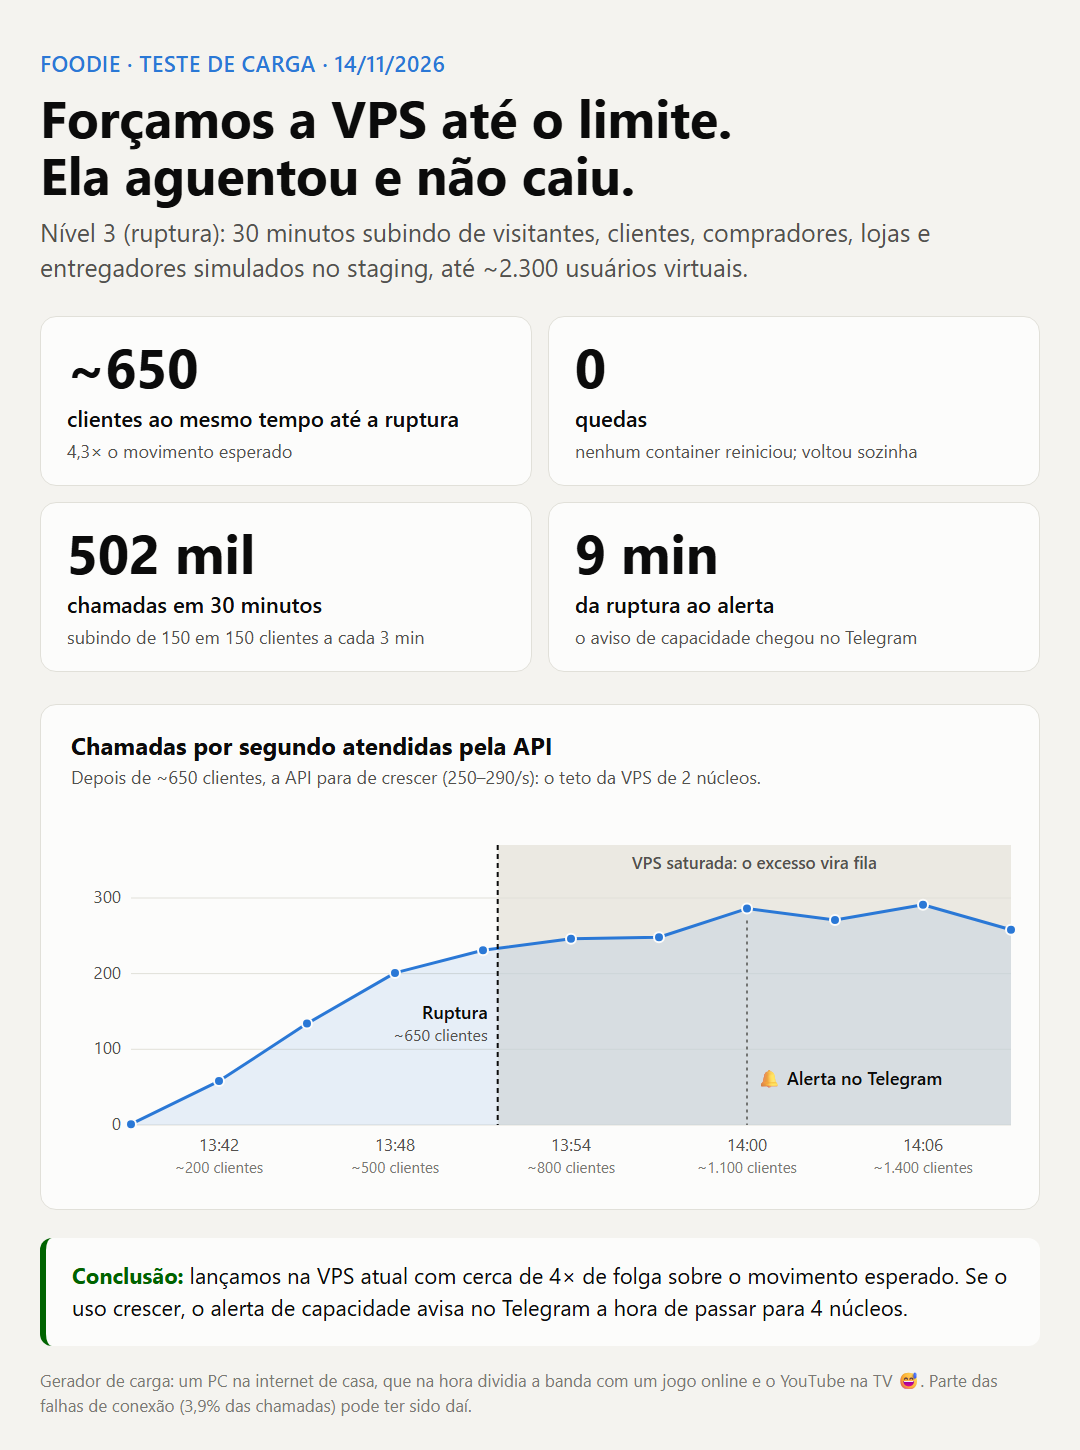 FOODIE · TESTE DE CARGA · 14/11/2026
Forçamos a VPS até o limite.
Ela aguentou e não caiu.
Nível 3 (ruptura): 30 minutos subindo de visitantes, clientes, compradores, lojas e
entregadores simulados no staging, até ~2.300 usuários virtuais.
~650
clientes ao mesmo tempo até a ruptura
4,3× o movimento esperado
0
quedas
nenhum container reiniciou; voltou sozinha
502 mil
chamadas em 30 minutos
subindo de 150 em 150 clientes a cada 3 min
9 min
da ruptura ao alerta
o aviso de capacidade chegou no Telegram
Chamadas por segundo atendidas pela API
Depois de ~650 clientes, a API para de crescer (250–290/s): o teto da VPS de 2 núcleos.
VPS saturada: o excesso vira fila
300
200
Ruptura
~650 clientes
100
🔔 Alerta no Telegram
0
13:42
~200 clientes
13:48
~500 clientes
13:54
~800 clientes
14:00
~1.100 clientes
14:06
~1.400 clientes
Conclusão: lançamos na VPS atual com cerca de 4× de folga sobre o movimento esperado. Se o
uso crescer, o alerta de capacidade avisa no Telegram a hora de passar para 4 núcleos.
Gerador de carga: um PC na internet de casa, que na hora dividia a banda com um jogo online e o YouTube na TV 😅. Parte das
falhas de conexão (3,9% das chamadas) pode ter sido daí.